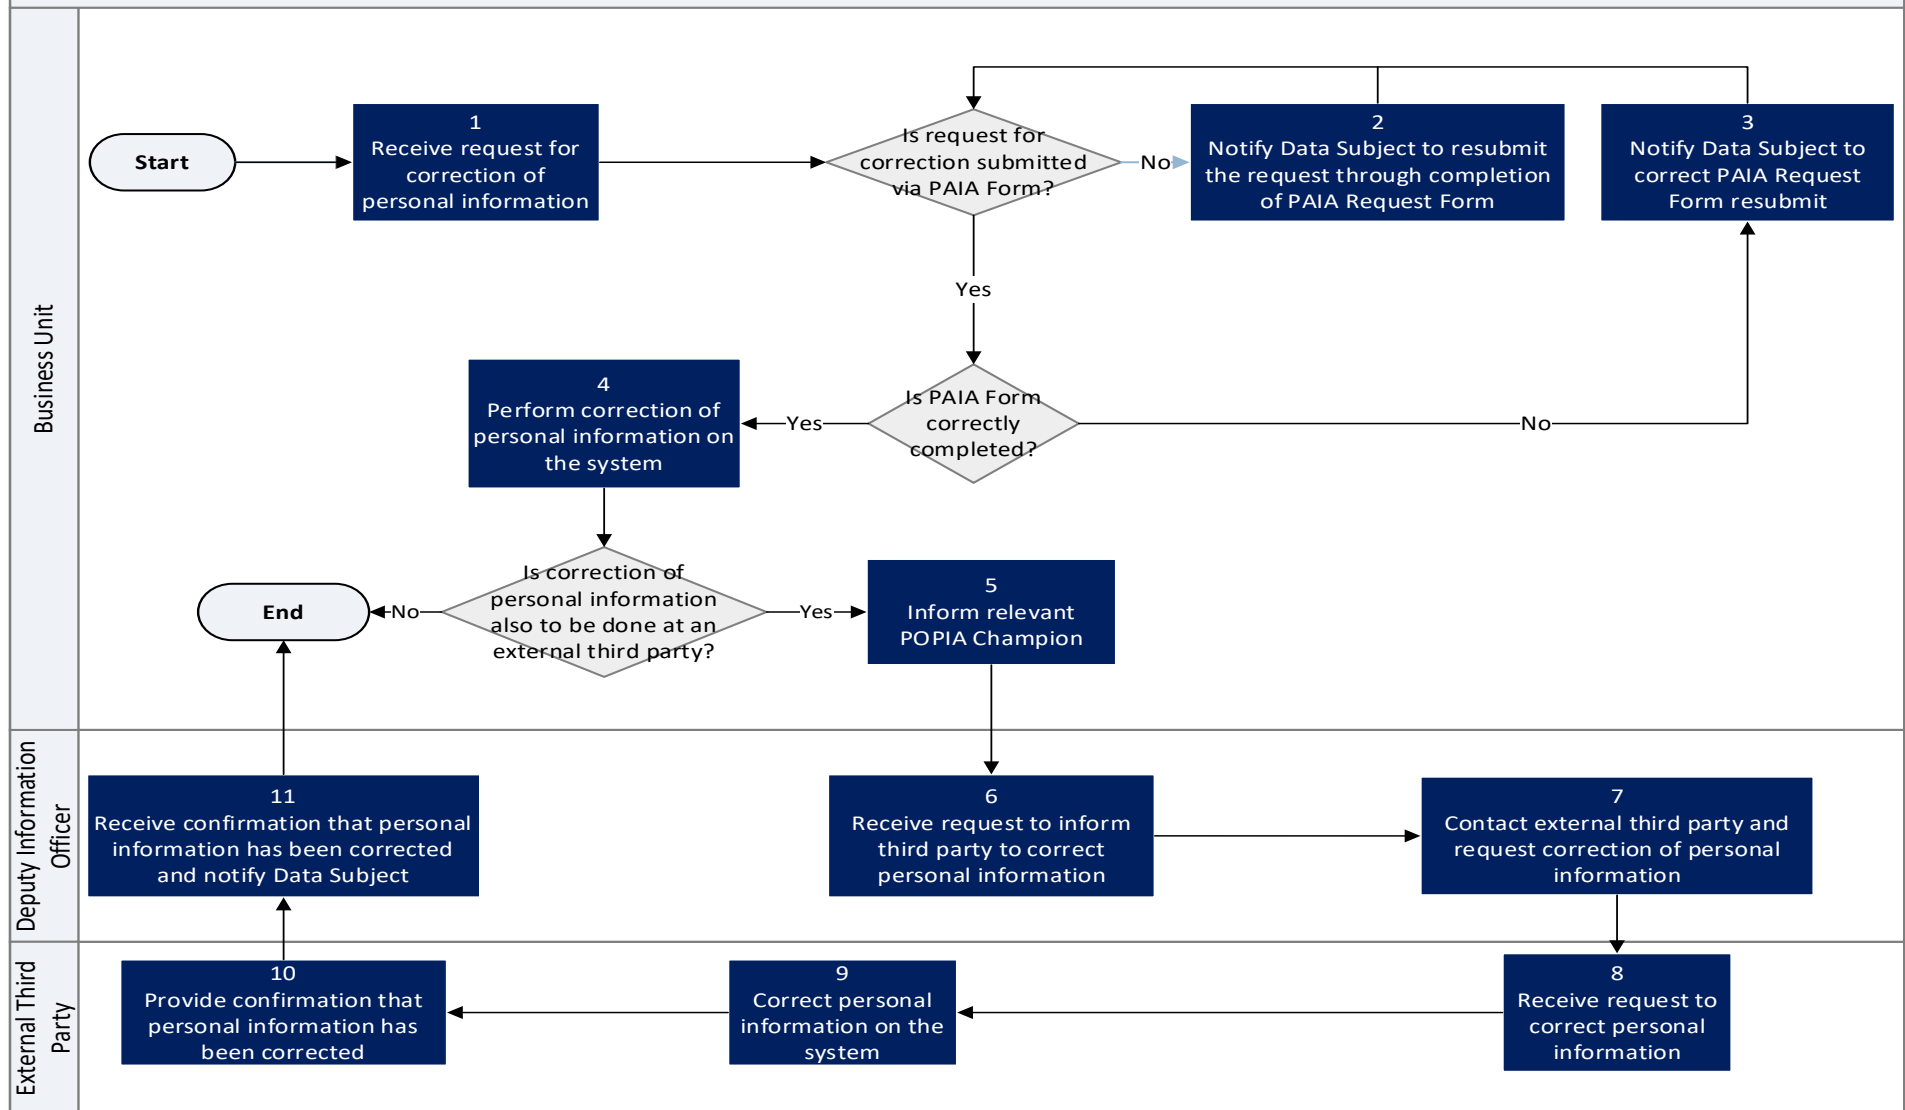 Business Unit
Start
1
Receive request for
correction of
personal information
Is request for
correction submitted
via PAIA Form?
No
2
Notify Data Subject to resubmit
the request through completion
of PAIA Request Form
3
Notify Data Subject to
correct PAIA Request
Form resubmit
Yes
4
Perform correction of
personal information on
the system
Yes
Is PAIA Form
correctly
completed?
No
End
No
Is correction of
personal information
also to be done at an
external third party?
Yes
5
Inform relevant
POPIA Champion
Deputy Information
Officer
11
Receive confirmation that personal
information has been corrected
and notify Data Subject
6
Receive request to inform
third party to correct
personal information
7
Contact external third party and
request correction of personal
information
External Third
Party
10
Provide confirmation that
personal information has
been corrected
9
Correct personal
information on the
system
8
Receive request to
correct personal
information